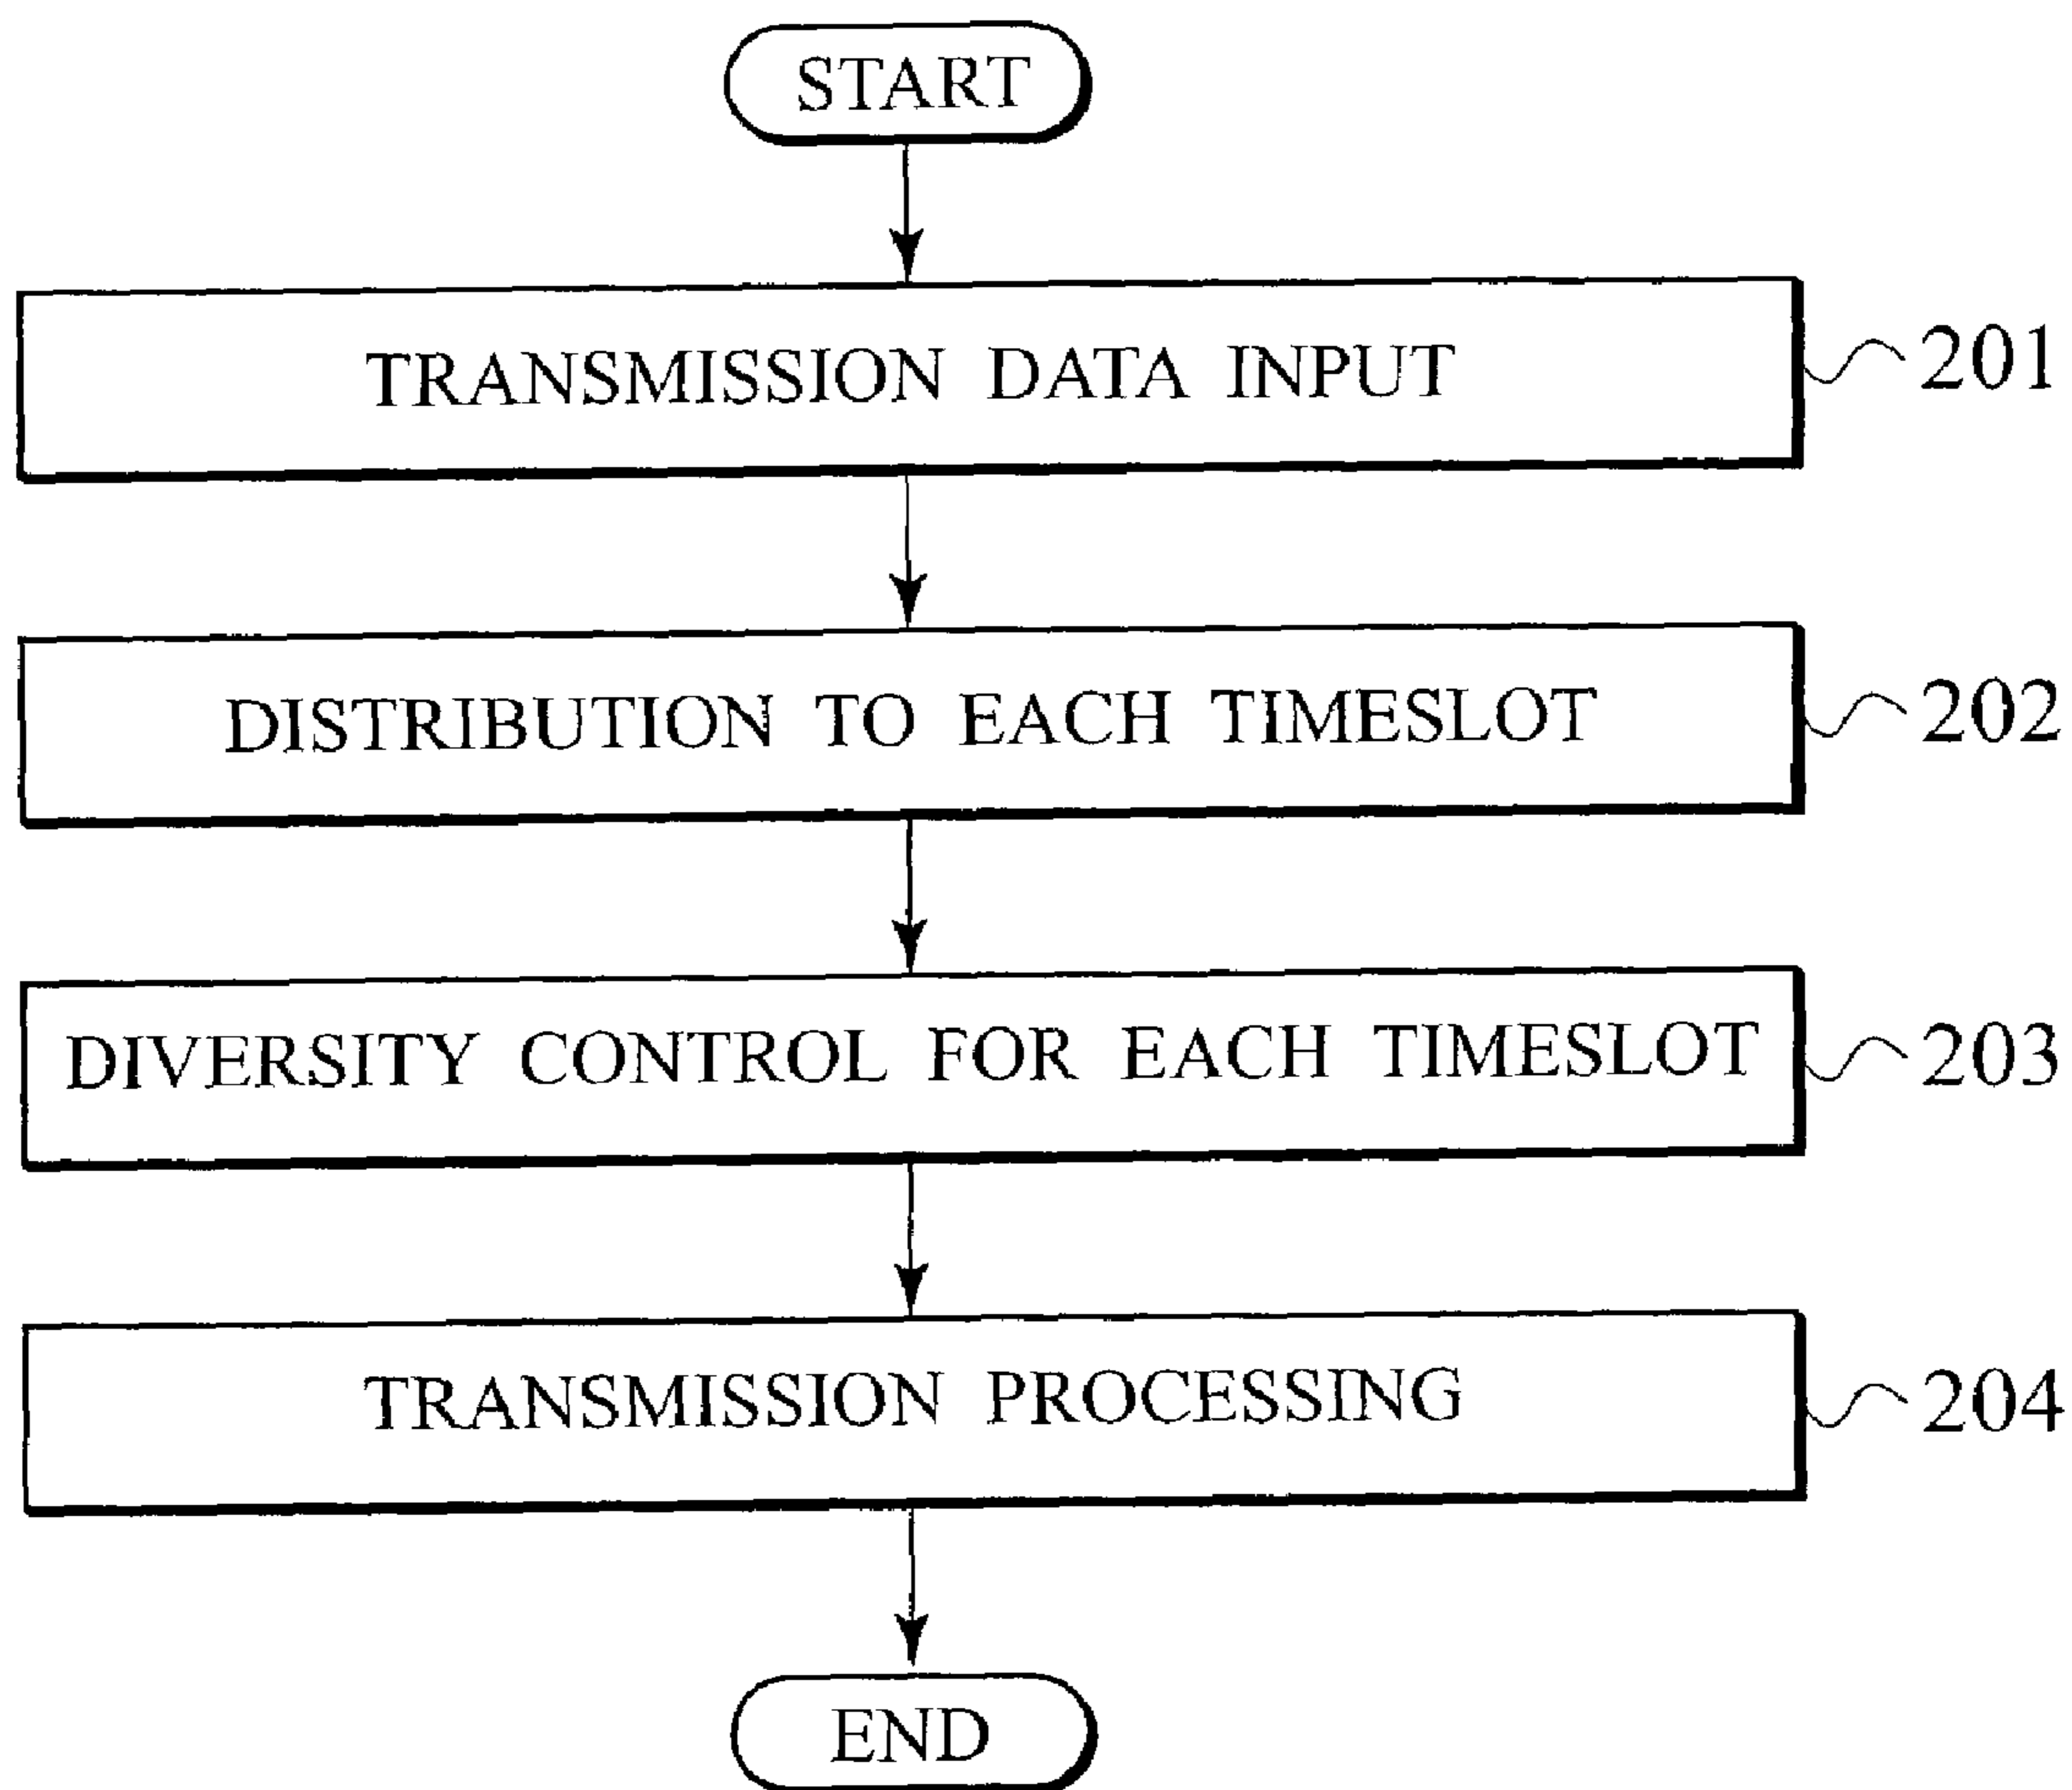 START
TRANSMISSION DATA INPUT
201
DISTRIBUTION TO EACH TIMESLOT
202
DIVERSITY CONTROL FOR EACH TIMESLOT
203
TRANSMISSION PROCESSING
204
END